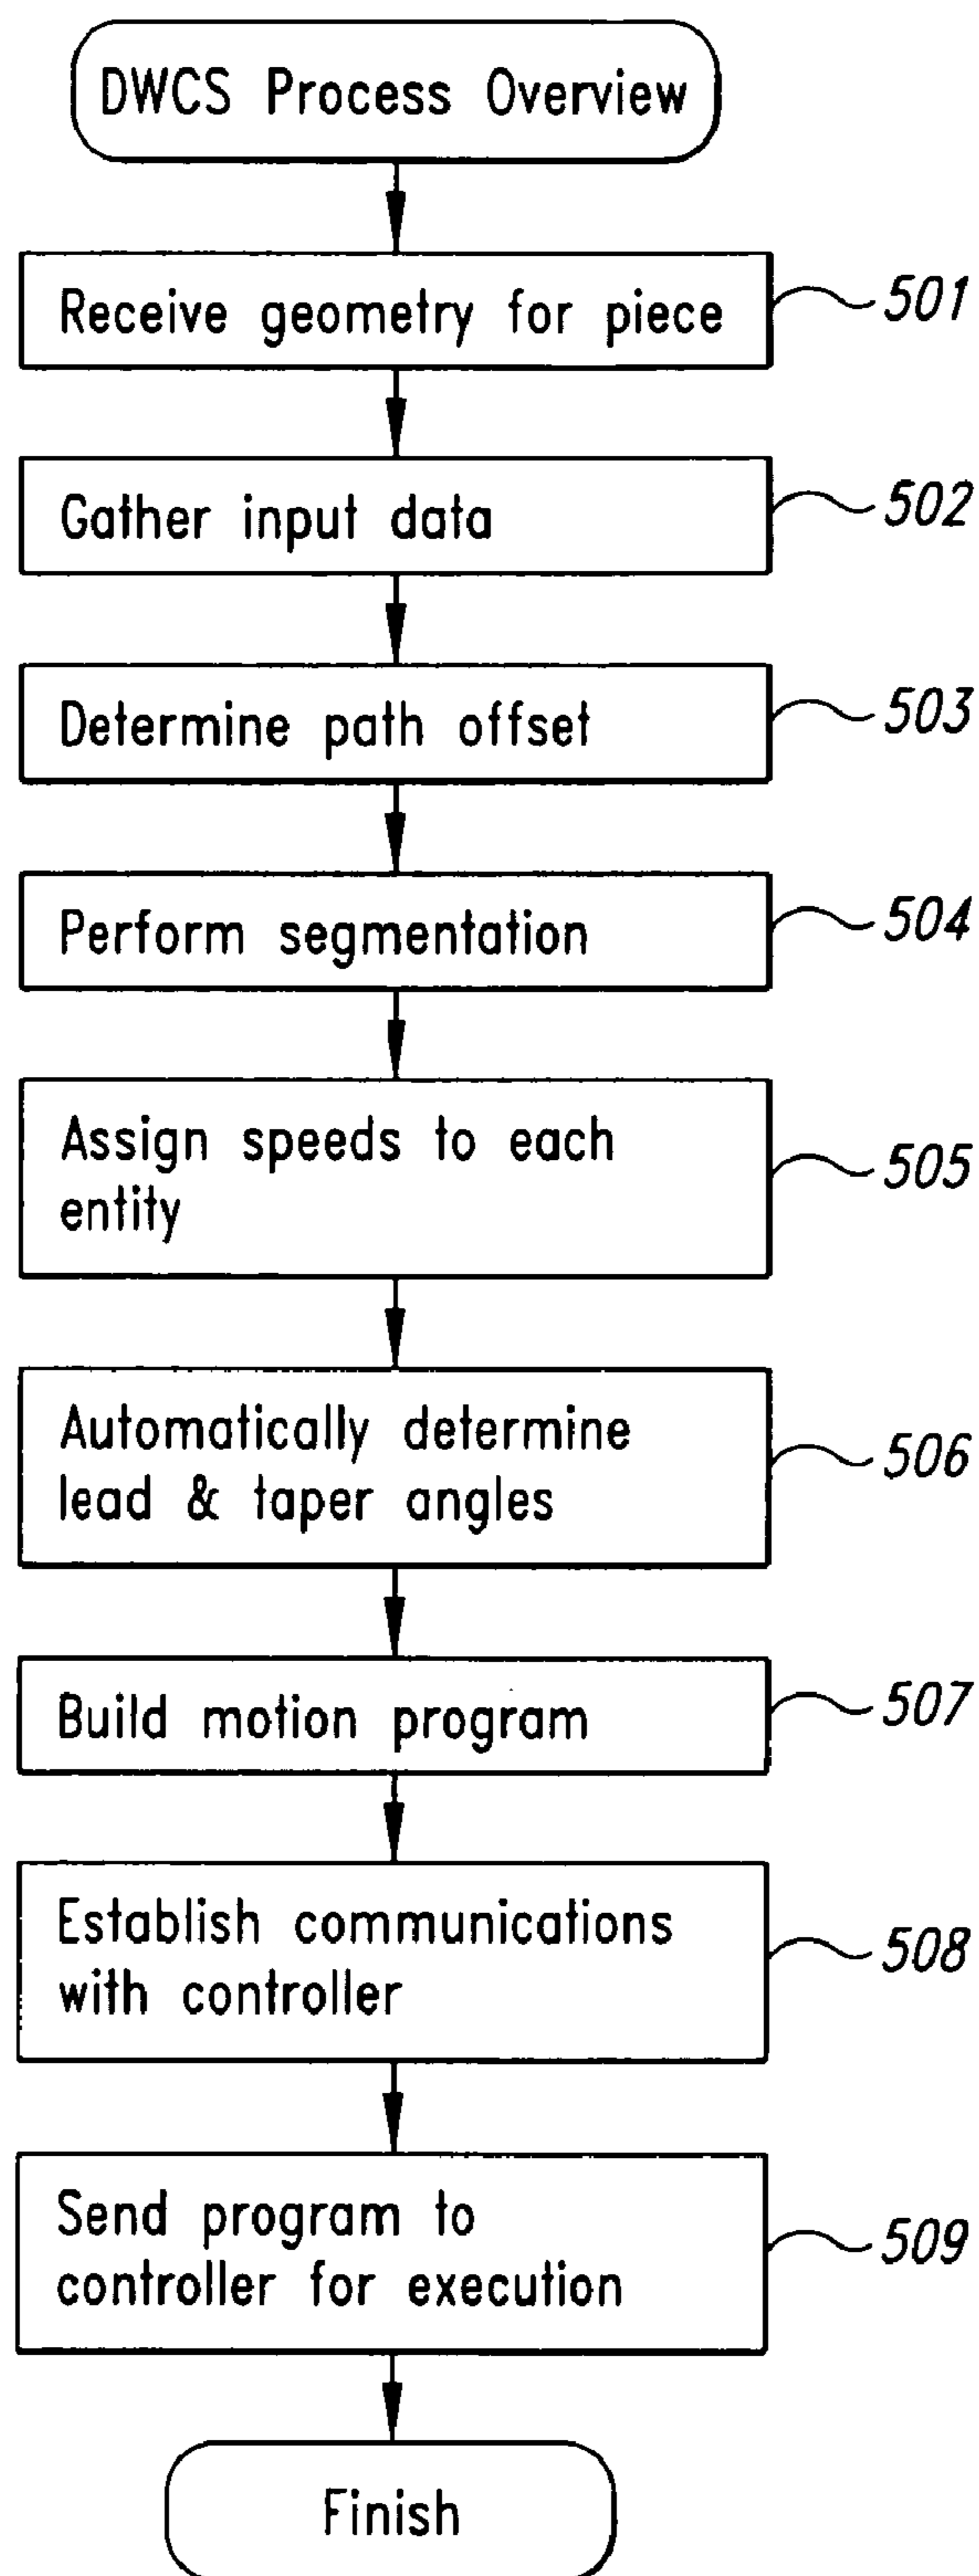 DWCS Process Overview
Receive geometry for piece
501
Gather input data
502
Determine path offset
503
Perform segmentation
504
Assign speeds to each
entity
505
Automatically determine
lead & taper angles
506
Build motion program
507
Establish communications
with controller
508
Send program to
controller for execution
509
Finish